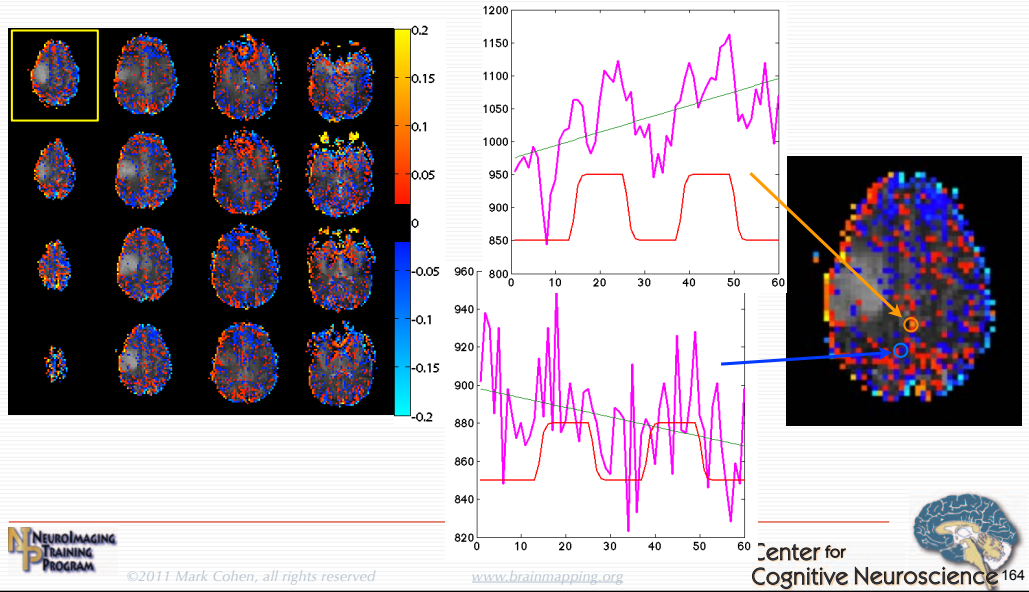 0.2
0.15
0.1
0.05
0
-0.05
-0.1
-0.15
-0.2
1200
1150
1100
1050
1000
950
900
850
800
0 10 20 30 40 50 60
960
940
920
900
880
860
840
820
0 10 20 30 40 50 60
NP NeuroImaging
Training
Program
©2011 Mark Cohen, all rights reserved
www.brainmapping.org
Center for
Cognitive Neuroscience 164